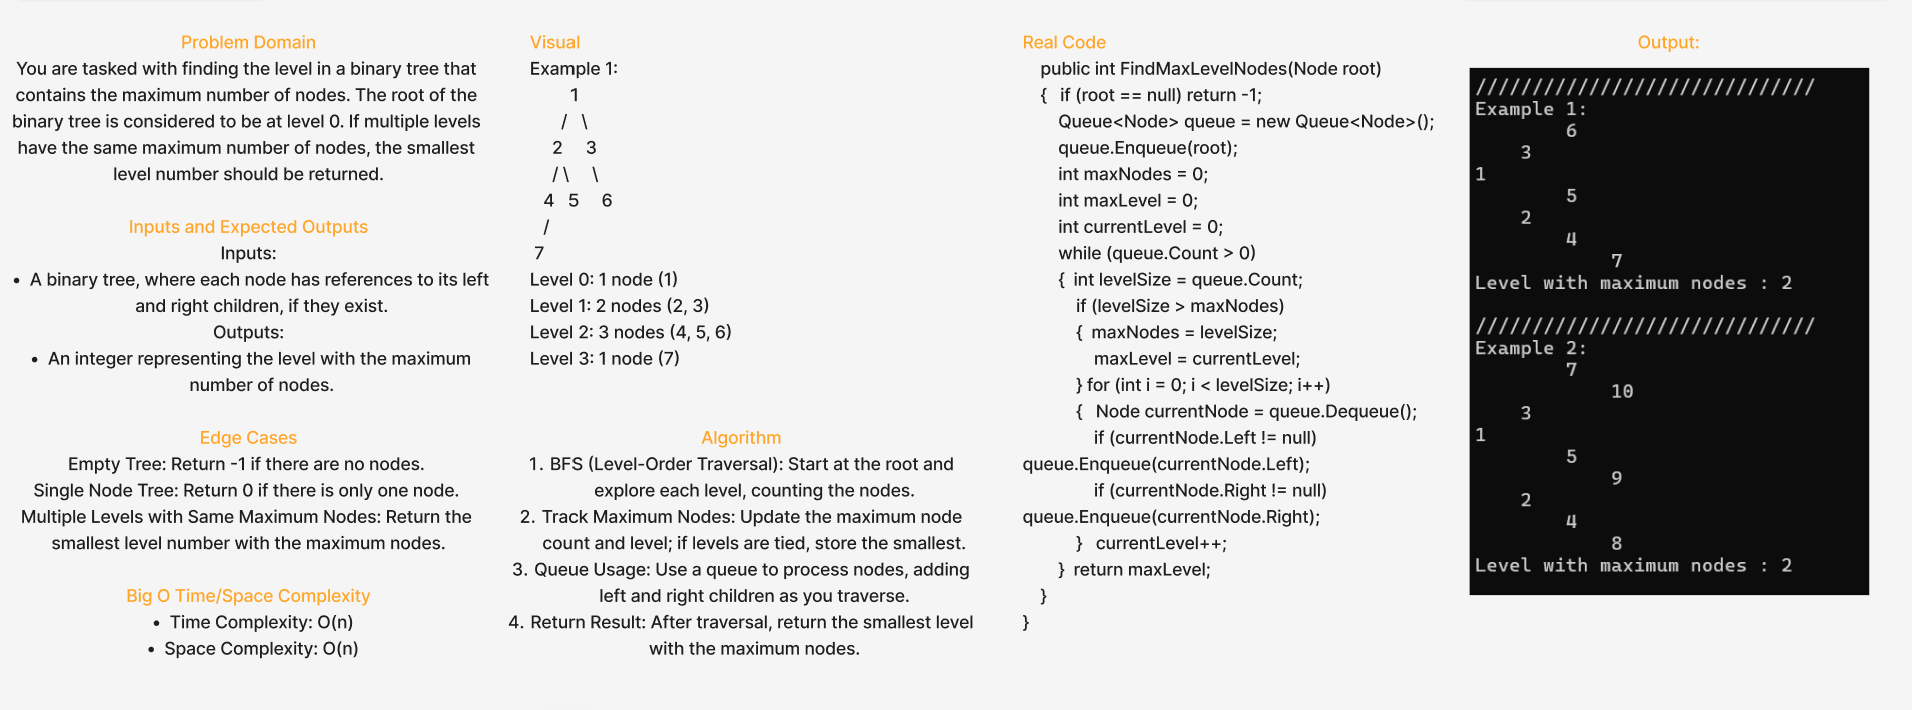 Problem Domain
You are tasked with finding the level in a binary tree that
contains the maximum number of nodes. The root of the
binary tree is considered to be at level 0. If multiple levels
have the same maximum number of nodes, the smallest
level number should be returned.
Inputs and Expected Outputs
Inputs:
• A binary tree, where each node has references to its left
and right children, if they exist.
Outputs:
• An integer representing the level with the maximum
number of nodes.
Edge Cases
Empty Tree: Return -1 if there are no nodes.
Single Node Tree: Return 0 if there is only one node.
Multiple Levels with Same Maximum Nodes: Return the
smallest level number with the maximum nodes.
Big O Time/Space Complexity
• Time Complexity: O(n)
• Space Complexity: O(n)
Visual
Example 1:
1
/ \
2 3
/ \ \
4 5 6
/
7
Level 0: 1 node (1)
Level 1: 2 nodes (2, 3)
Level 2: 3 nodes (4, 5, 6)
Level 3: 1 node (7)
Algorithm
1. BFS (Level-Order Traversal): Start at the root and
explore each level, counting the nodes.
2. Track Maximum Nodes: Update the maximum node
count and level; if levels are tied, store the smallest.
3. Queue Usage: Use a queue to process nodes, adding
left and right children as you traverse.
4. Return Result: After traversal, return the smallest level
with the maximum nodes.
Real Code
public int FindMaxLevelNodes(Node root)
{ if (root == null) return -1;
Queue<Node> queue = new Queue<Node>();
queue.Enqueue(root);
int maxNodes = 0;
int maxLevel = 0;
int currentLevel = 0;
while (queue.Count > 0)
{ int levelSize = queue.Count;
if (levelSize > maxNodes)
{ maxNodes = levelSize;
maxLevel = currentLevel;
} for (int i = 0; i < levelSize; i++)
{ Node currentNode = queue.Dequeue();
if (currentNode.Left != null)
queue.Enqueue(currentNode.Left);
if (currentNode.Right != null)
queue.Enqueue(currentNode.Right);
} currentLevel++;
} return maxLevel;
}
}
Output:
//////////////////////////////
Example 1:
6
3
1
5
2
4
7
Level with maximum nodes : 2
//////////////////////////////
Example 2:
7
10
3
1
5
9
2
4
8
Level with maximum nodes : 2